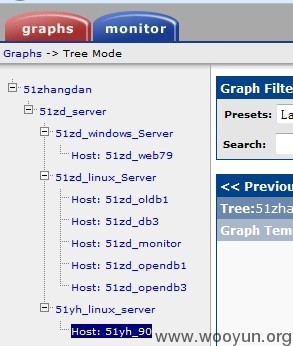 graphs monitor
Graphs -> Tree Mode
51zhangdan
51zd_server
51zd_windows_Server
Host: 51zd_web79
51zd_linux_Server
Host: 51zd_oldb1
Host: 51zd_db3
Host: 51zd_monitor
Host: 51zd_opendb1
Host: 51zd_opendb3
51yh_linux_server
Host: 51yh_90
Graph Filte
Presets: La
Search:
<< Previou
Tree:51zha
Graph Tem
www.wooyun.org